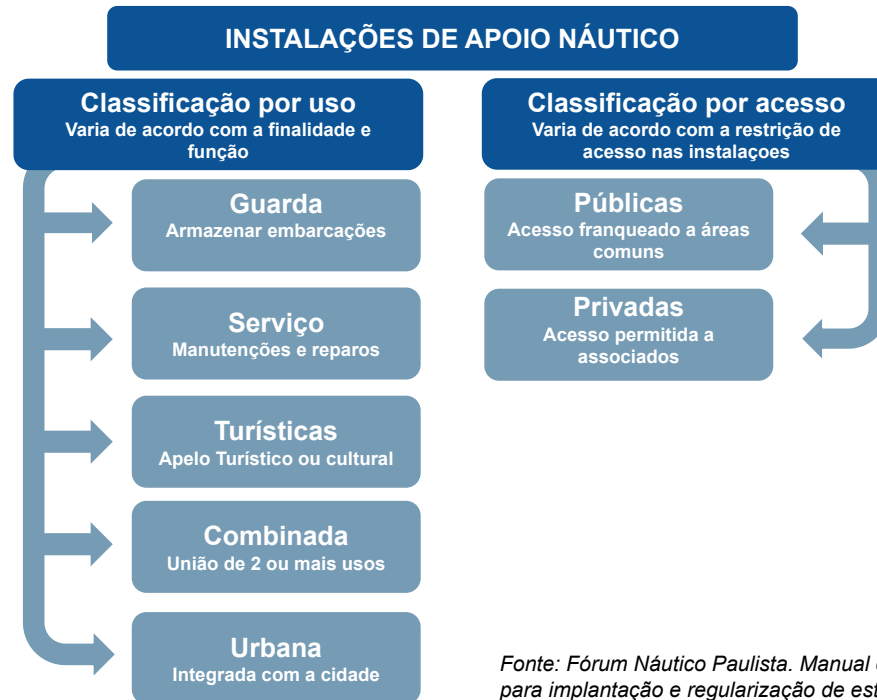 INSTALAÇÕES DE APOIO NÁUTICO
Classificação por uso
Varia de acordo com a finalidade e
função
Guarda
Armazenar embarcações
Serviço
Manutenções e reparos
Turísticas
Apelo Turístico ou cultural
Combinada
União de 2 ou mais usos
Urbana
Integrada com a cidade
Classificação por acesso
Varia de acordo com a restrição de
acesso nas instalaçoes
Públicas
Acesso franqueado a áreas
comuns
Privadas
Acesso permitida a
associados
Fonte: Fórum Náutico Paulista. Manual
para implantação e regularização de